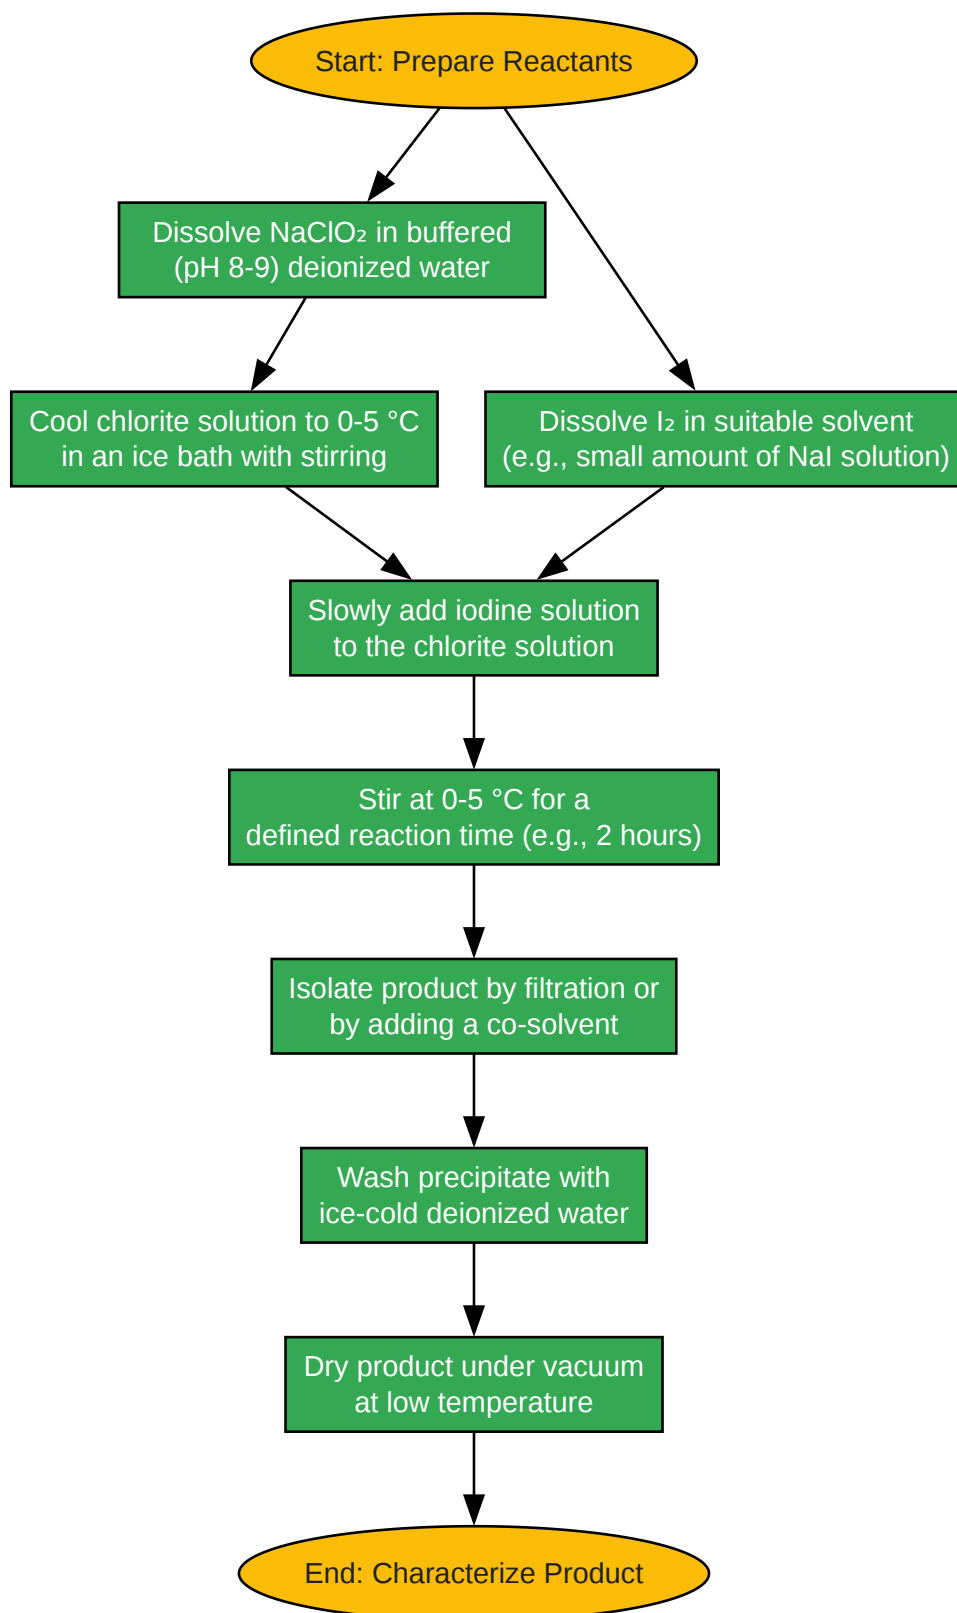 Start: Prepare Reactants
Dissolve NaClO₂ in buffered
(pH 8-9) deionized water
Cool chlorite solution to 0-5 °C
in an ice bath with stirring
Dissolve I₂ in suitable solvent
(e.g., small amount of NaI solution)
Slowly add iodine solution
to the chlorite solution
Stir at 0-5 °C for a
defined reaction time (e.g., 2 hours)
Isolate product by filtration or
by adding a co-solvent
Wash precipitate with
ice-cold deionized water
Dry product under vacuum
at low temperature
End: Characterize Product